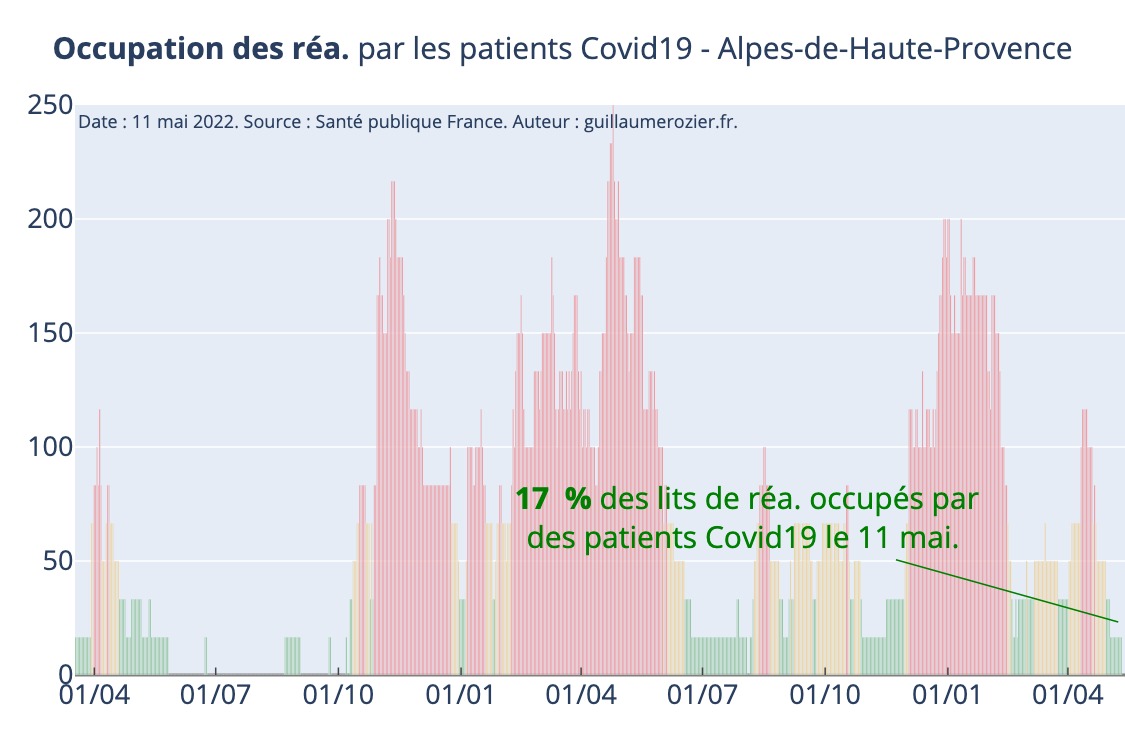 Occupation des réa. par les patients Covid19 - Alpes-de-Haute-Provence
250
Date : 11 mai 2022. Source : Santé publique France. Auteur : guillaumerozier.fr.
200
150
100
17 % des lits de réa. occupés par
des patients Covid19 le 11 mai.
50
0
01/04 01/07 01/10 01/01 01/04 01/07 01/10 01/01 01/04